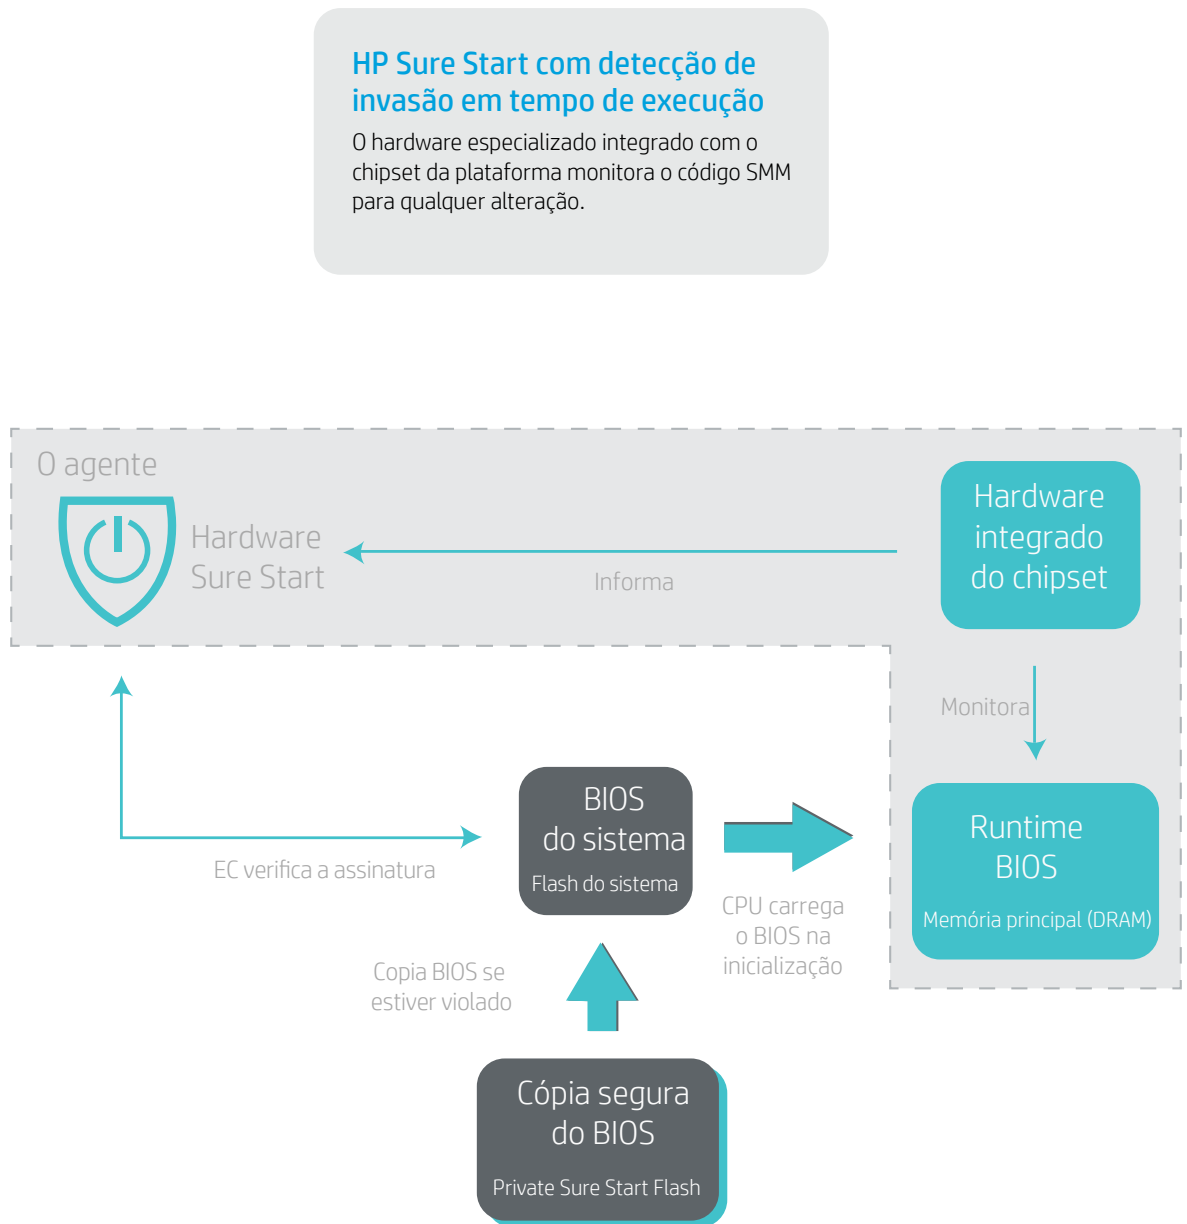 HP Sure Start com detecção de
invasão em tempo de execução
O hardware especializado integrado com o
chipset da plataforma monitora o código SMM
para qualquer alteração.
O agente
Hardware
Sure Start
Informa
Hardware
integrado
do chipset
Monitora
BIOS
do sistema
Flash do sistema
Runtime
BIOS
Memória principal (DRAM)
EC verifica a assinatura
CPU carrega
o BIOS na
inicialização
Copia BIOS se
estiver violado
Cópia segura
do BIOS
Private Sure Start Flash